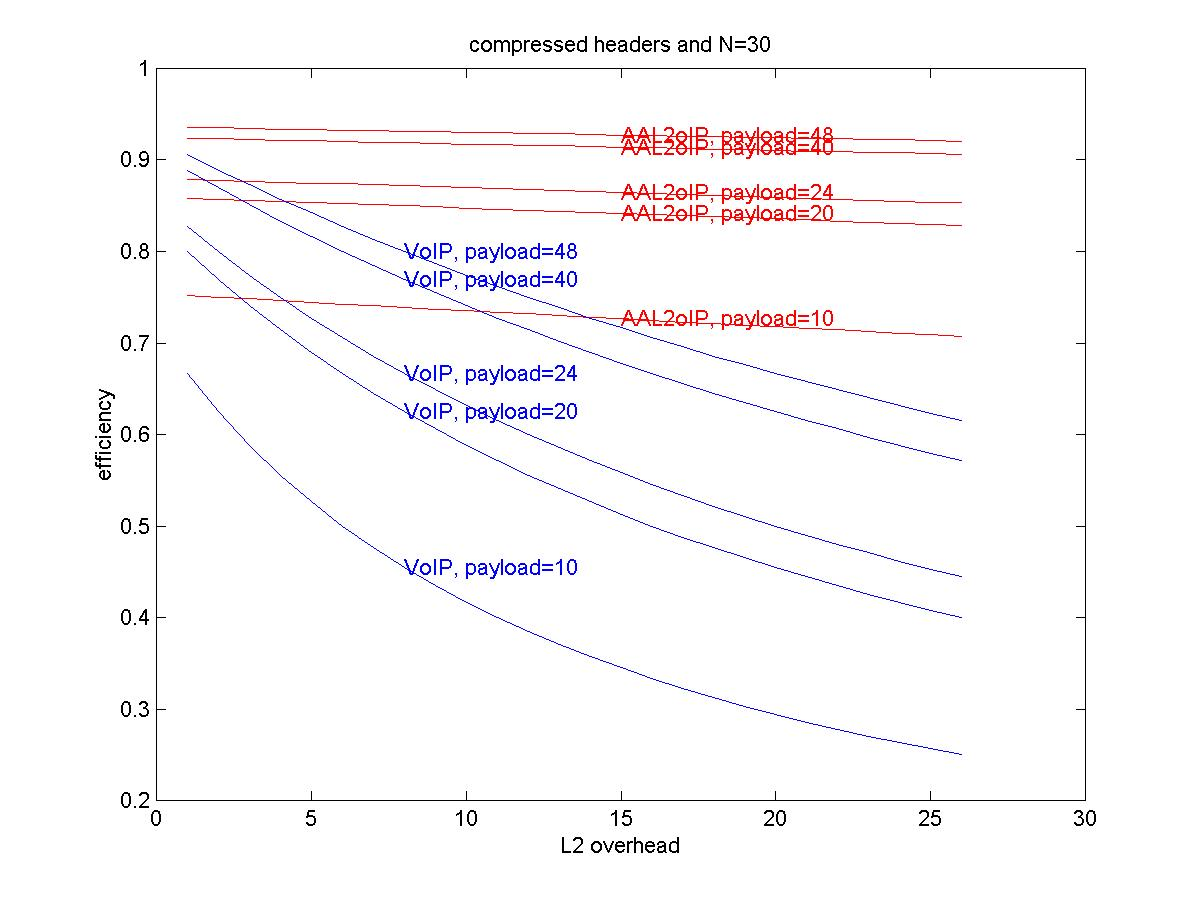 compressed headers and N=30
1
0.9
0.8
0.7
0.6
0.5
0.4
0.3
0.2
efficiency
AAL2oIP, payload=48
AAL2oIP, payload=40
AAL2oIP, payload=24
AAL2oIP, payload=20
VoIP, payload=48
VoIP, payload=40
AAL2oIP, payload=10
VoIP, payload=24
VoIP, payload=20
VoIP, payload=10
0 5 10 15 20 25 30
L2 overhead